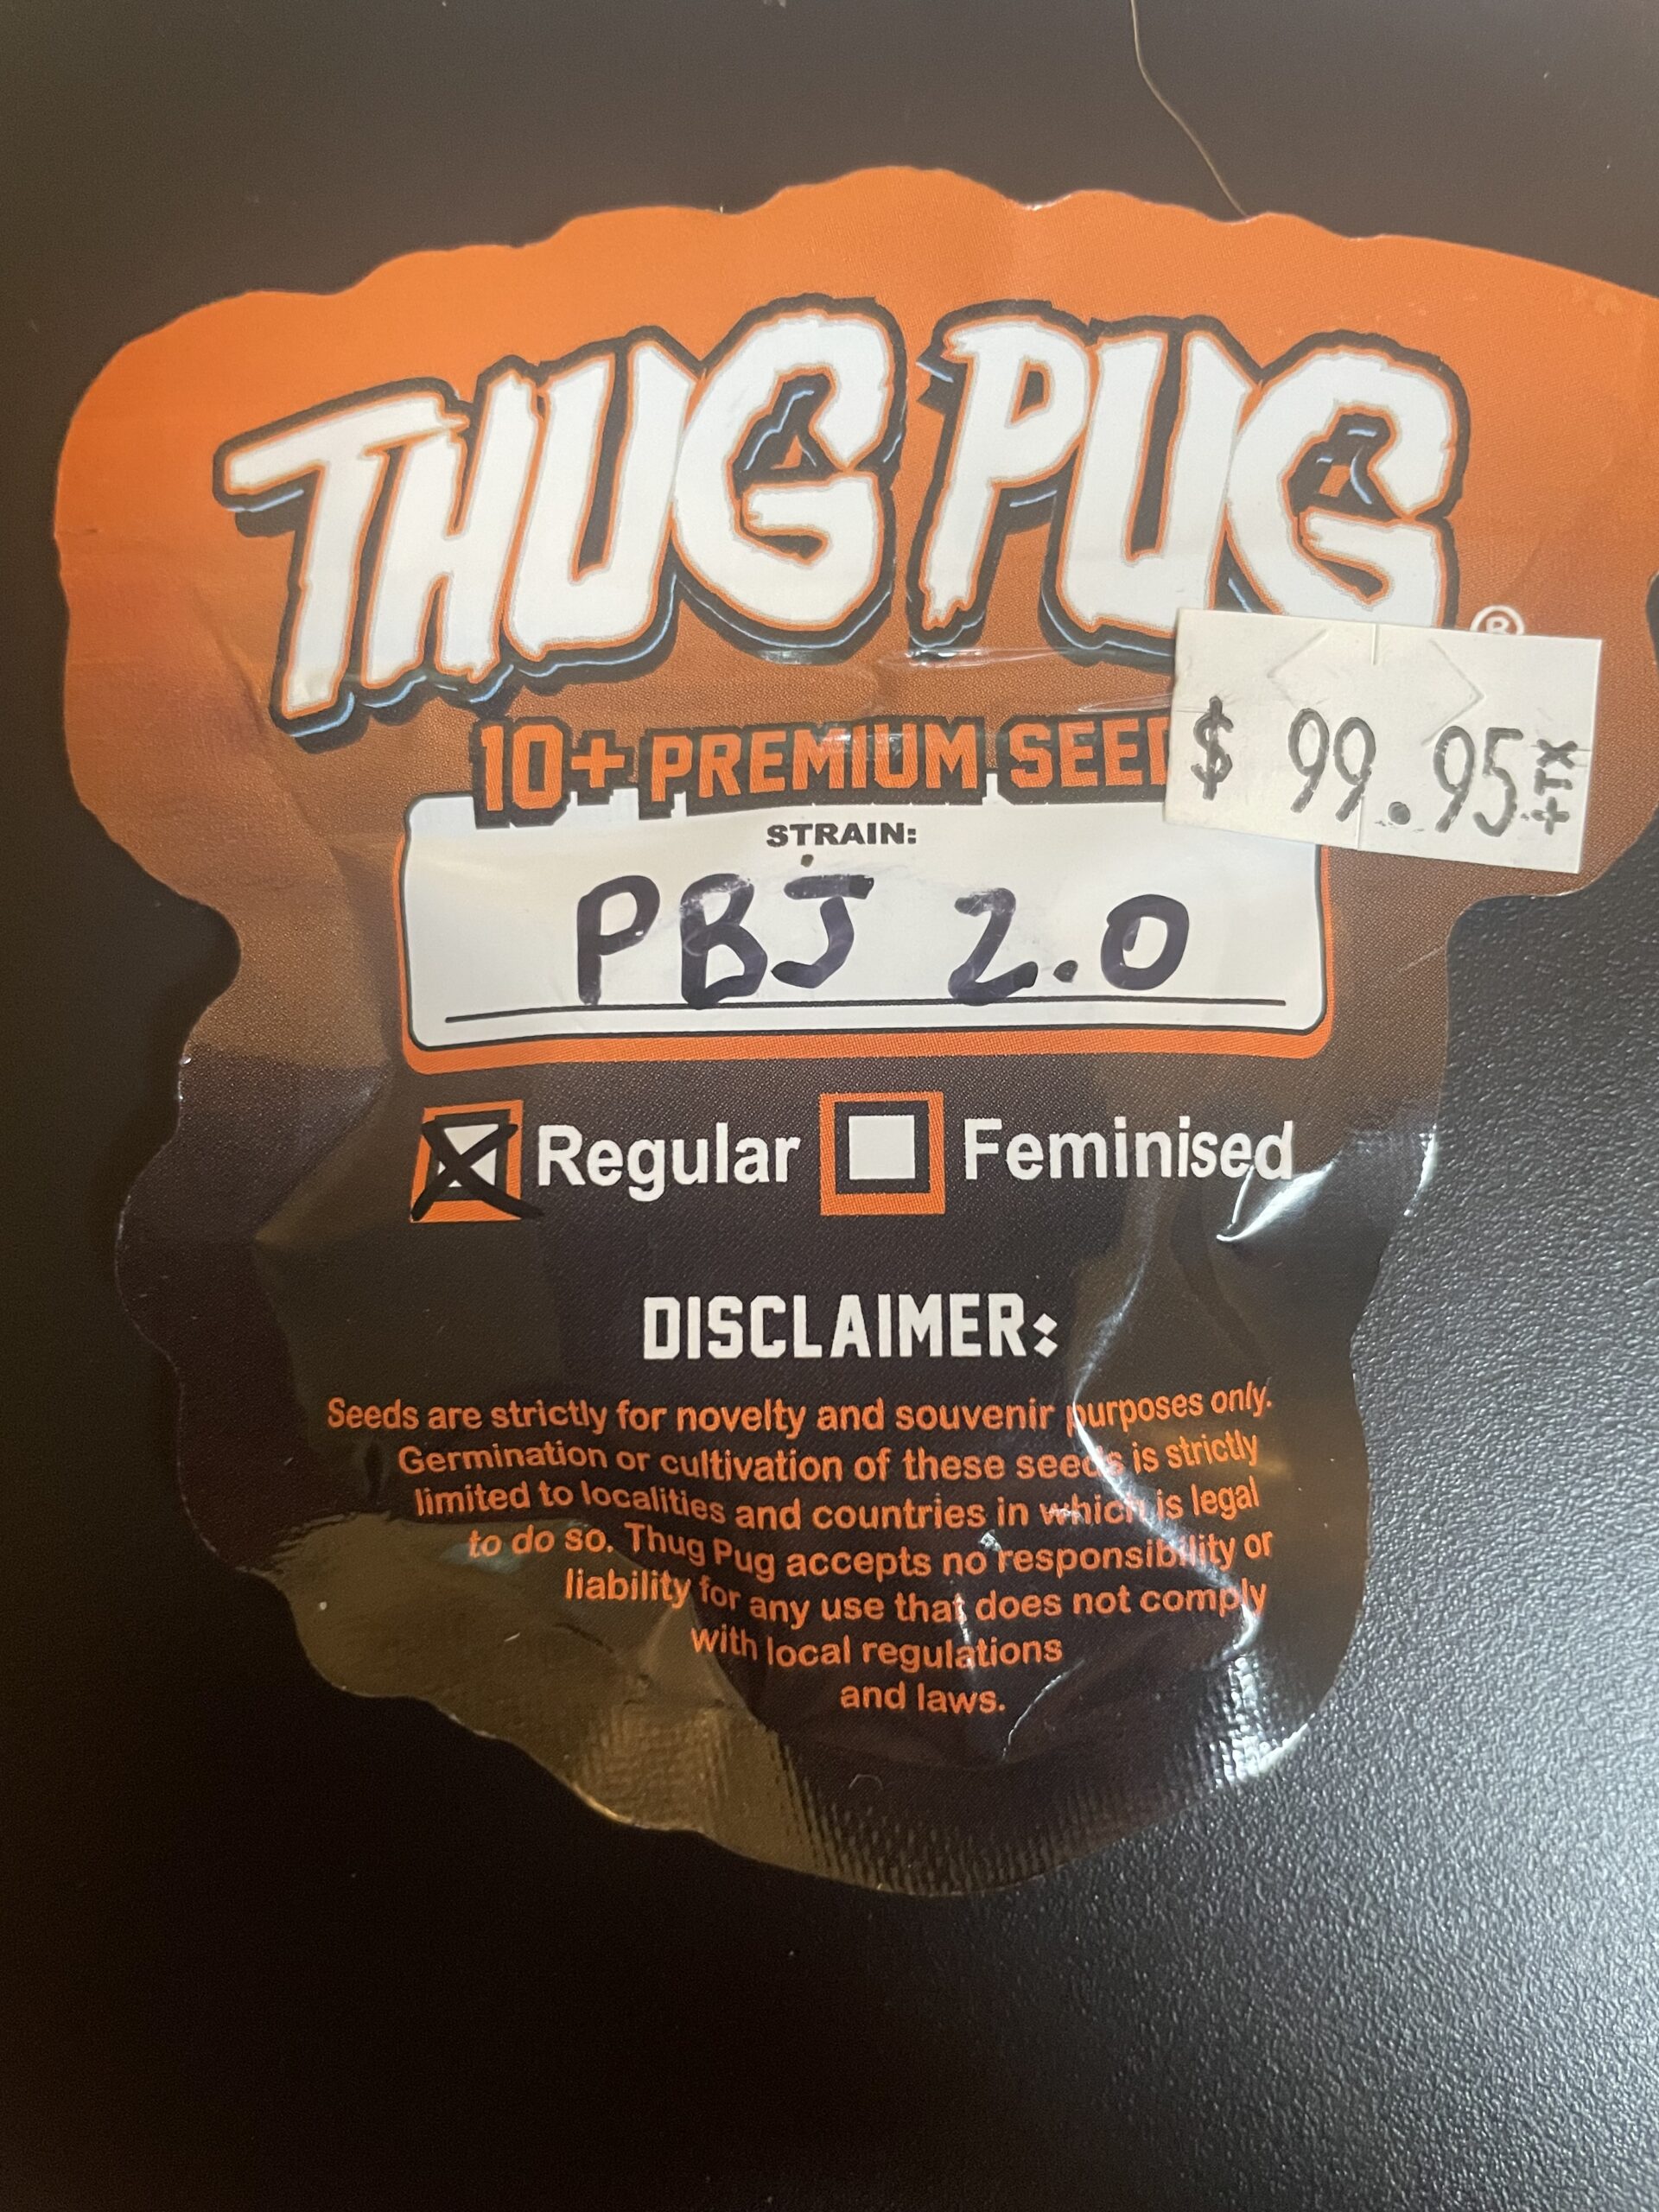 THUG PUG
®
10+ PREMIUM
$ 99.95 +TX
STRAIN:
PBJ 2.0
Regular Feminised
DISCLAIMER:
Seeds are strictly for novelty and souvenir purposes only.
Germination or cultivation of these seeds is strictly
limited to localities and countries in which is legal
to do so. Thug Pug accepts no responsibility or
liability for any use that does not comply
with local regulations
and laws.